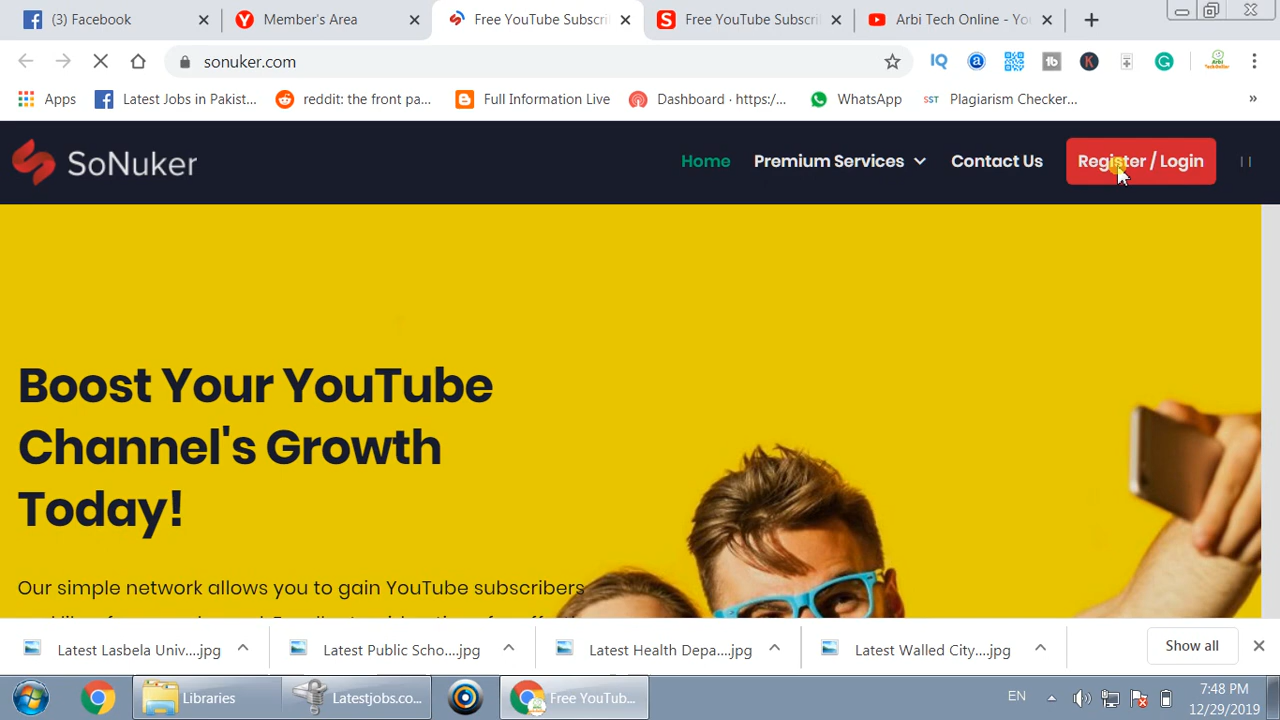 (3) Facebook
Member's Area
Free YouTube Subscri
Free YouTube Subscri
Arbi Tech Online - Yo
sonuker.com
Apps
Latest Jobs in Pakist...
reddit: the front pa...
Full Information Live
Dashboard · https:/...
WhatsApp
SST
Plagiarism Checker...
»
SoNuker
Home
Premium Services
Contact Us
Register / Login
Boost Your YouTube
Channel's Growth
Today!
Our simple network allows you to gain YouTube subscribers
Latest Lasbela Univ....jpg
Latest Public Scho....jpg
Latest Health Depa....jpg
Latest Walled City....jpg
Show all
Libraries
Latestjobs.co...
Free YouTub...
EN
7:48 PM
12/29/2019